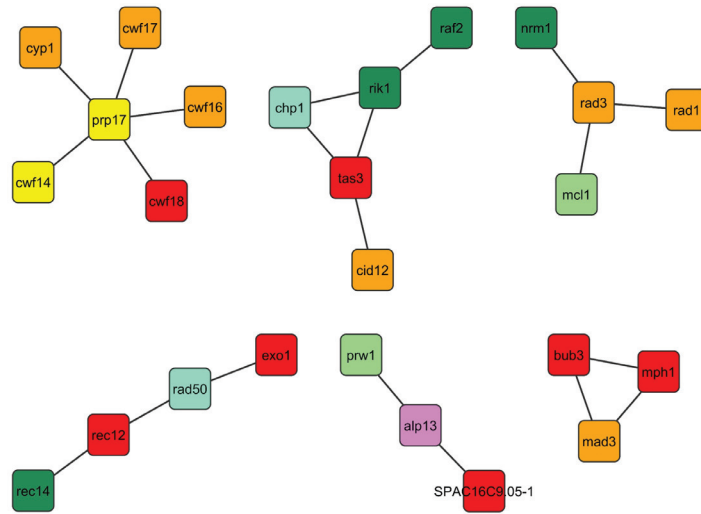 cwf17
cyp1
cwf16
prp17
cwf14
cwf18
raf2
rik1
chp1
tas3
cid12
nrm1
rad3
rad1
mcl1
exo1
rad50
rec12
rec14
prw1
alp13
SPAC16C9.05-1
bub3
mph1
mad3